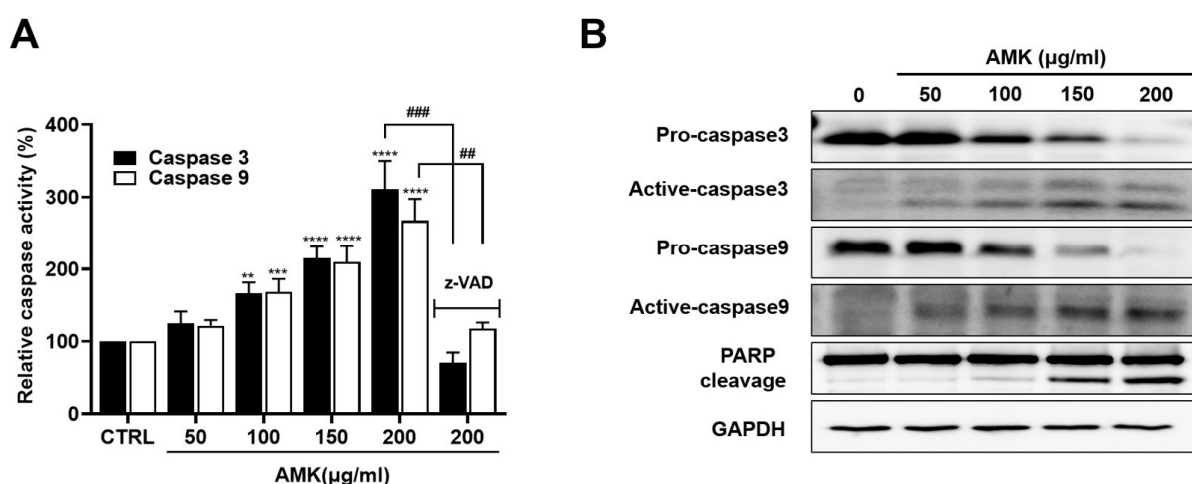 A
Relative caspase activity (%)
400
300
200
100
0
Caspase 3
Caspase 9
**
***
****
****
****
****
###
##
z-VAD
CTRL
50
100
150
200
200
AMK(µg/ml)
B
AMK (µg/ml)
0 50 100 150 200
Pro-caspase3
Active-caspase3
Pro-caspase9
Active-caspase9
PARP
cleavage
GAPDH